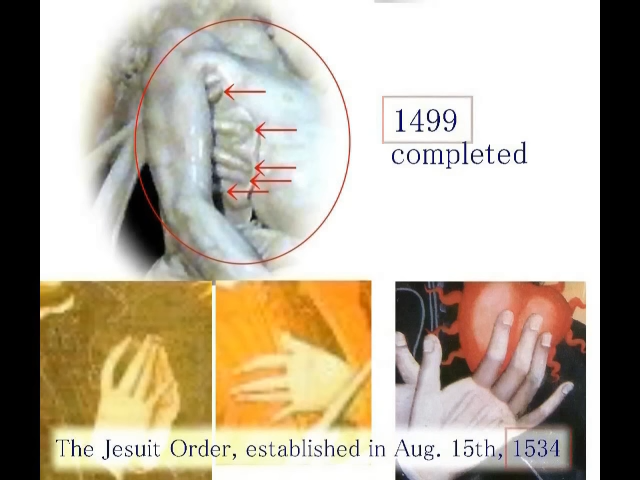 1499
completed
The Jesuit Order, established in Aug. 15th, 1534